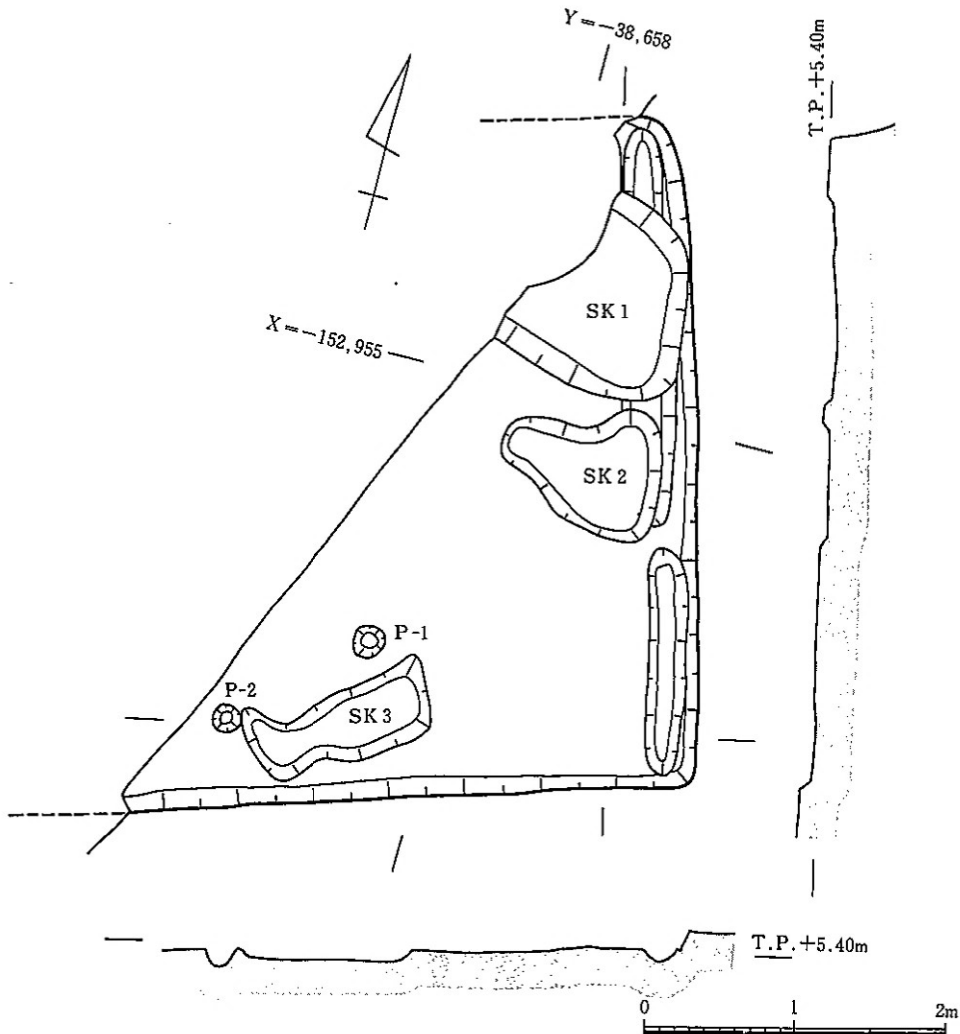 Y=-38,658
T.P.+5.40m
SK1
X=-152,955
SK2
P-1
P-2
SK3
T.P.+5.40m
0 1 2m